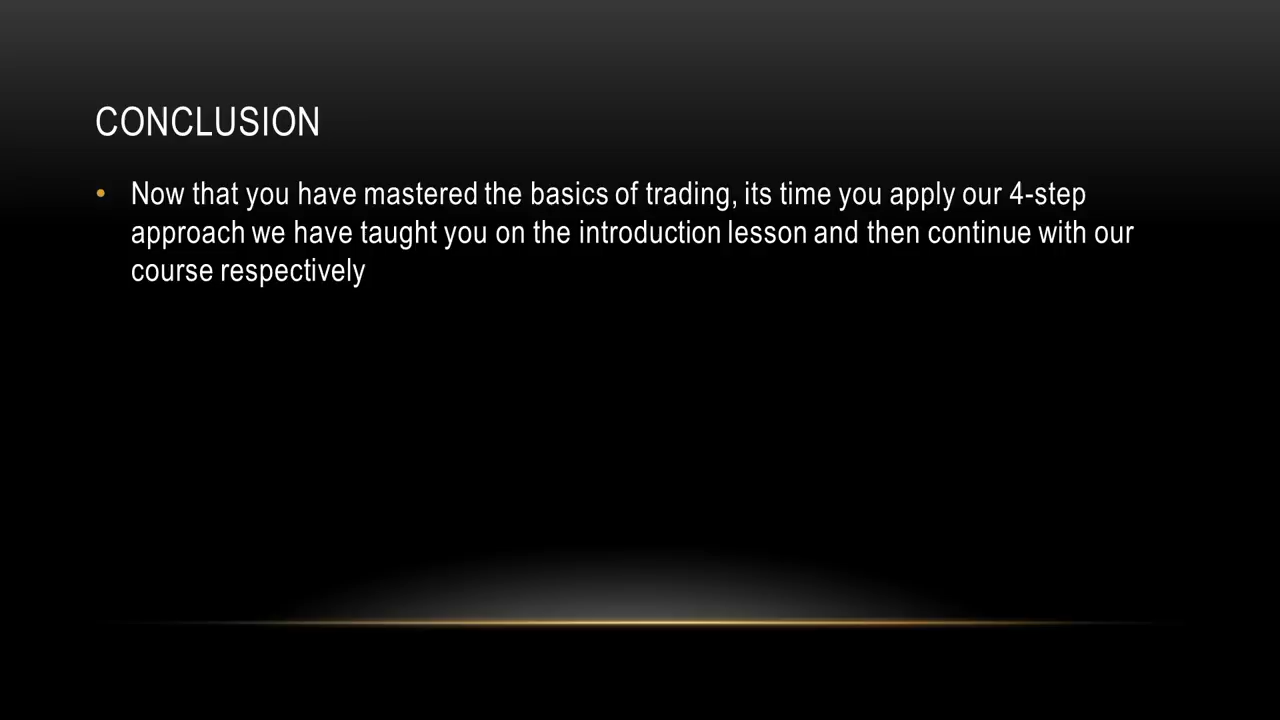 CONCLUSION
• Now that you have mastered the basics of trading, its time you apply our 4-step
approach we have taught you on the introduction lesson and then continue with our
course respectively